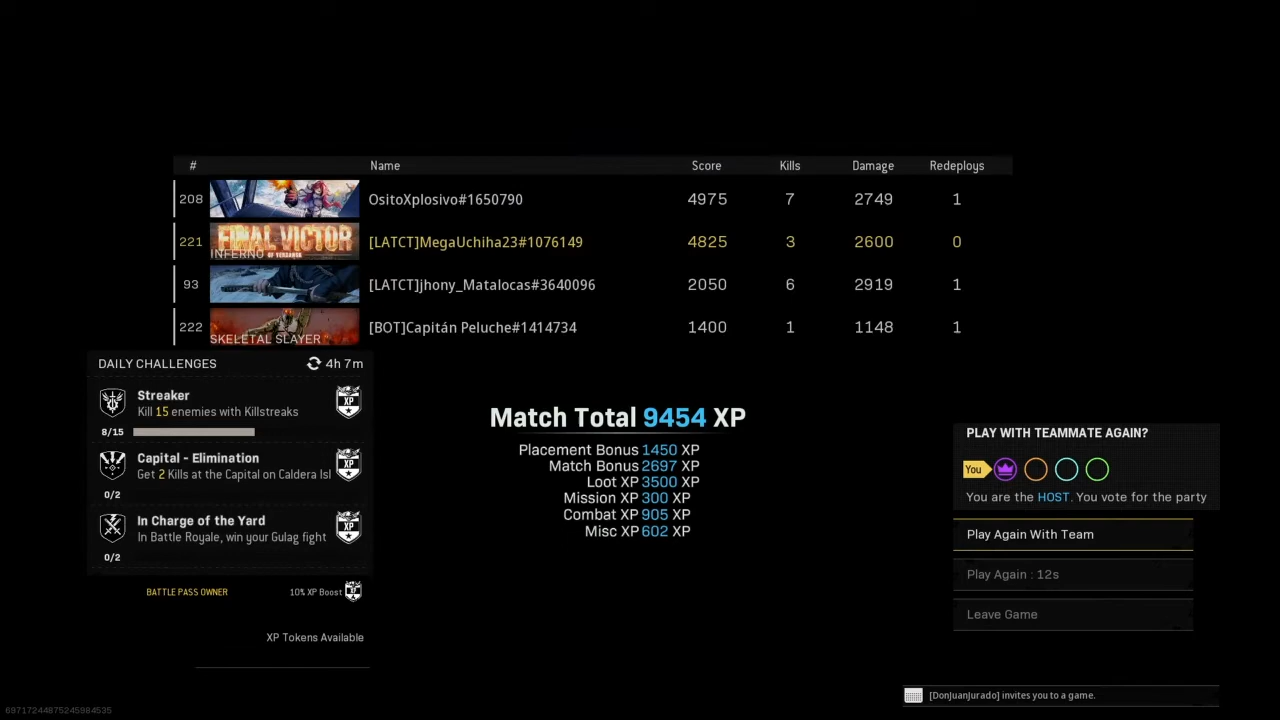 # Name Score Kills Damage Redeploys
208 OsitoXplosivo#1650790 4975 7 2749 1
FINAL VICTOR
OF VERDANSK
INFERNO
221 [LATCT]MegaUchiha23#1076149 4825 3 2600 0
93 [LATCT]jhony_Matalocas#3640096 2050 6 2919 1
222 [BOT]Capitán Peluche#1414734 1400 1 1148 1
SKELETAL SLAYER
DAILY CHALLENGES 4h 7m
Streaker
Kill 15 enemies with Killstreaks
XP
8/15
Capital - Elimination
Get 2 Kills at the Capital on Caldera Isl
XP
0/2
In Charge of the Yard
In Battle Royale, win your Gulag fight
XP
0/2
BATTLE PASS OWNER 10% XP Boost
XP Tokens Available
Match Total 9454 XP
Placement Bonus 1450 XP
Match Bonus 2697 XP
Loot XP 3500 XP
Mission XP 300 XP
Combat XP 905 XP
Misc XP 602 XP
PLAY WITH TEAMMATE AGAIN?
You
You are the HOST. You vote for the party
Play Again With Team
Play Again : 12s
Leave Game
[DonJuanJurado] invites you to a game.
69717244875245984535